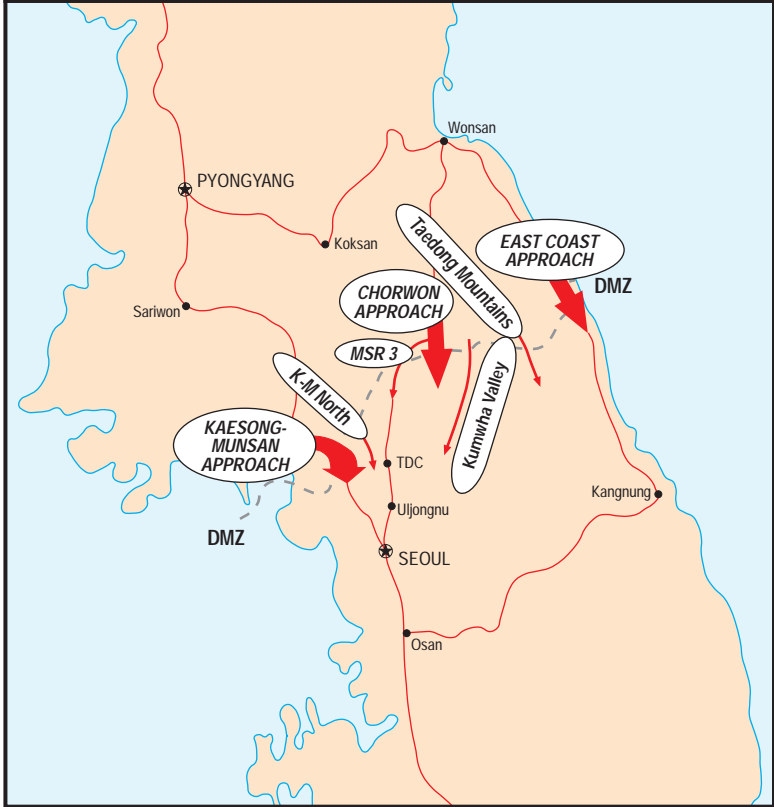 Wonsan
PYONGYANG
Koksan
Taedong Mountains
EAST COAST
APPROACH
DMZ
Sariwon
CHORWON
APPROACH
MSR 3
K-M North
Kumwha Valley
KAESONG-
MUNSAN
APPROACH
TDC
Kangnung
Uljongnu
DMZ
SEOUL
Osan